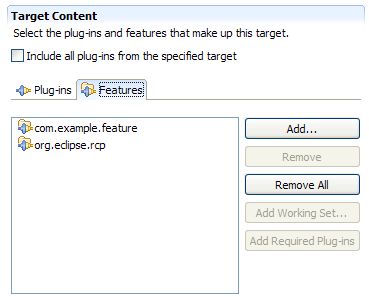 Target Content
Select the plug-ins and features that make up this target.
Include all plug-ins from the specified target
Plug-ins Features
com.example.feature
org.eclipse.rcp
Add...
Remove
Remove All
Add Working Set...
Add Required Plug-ins